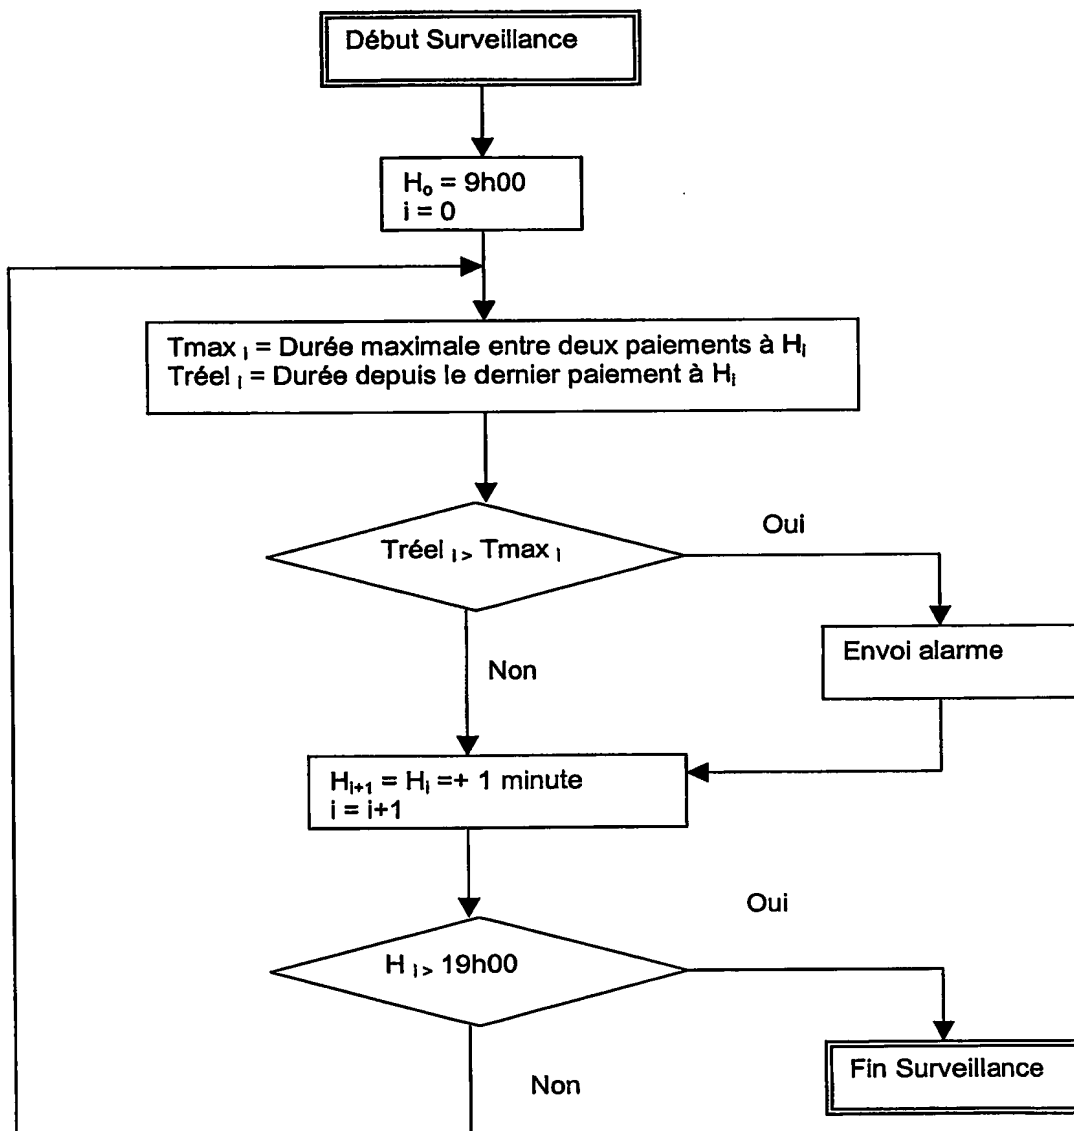 Début Surveillance
Hₒ = 9h00
i = 0
Tmax ᵢ = Durée maximale entre deux paiements à Hᵢ
Tréel ᵢ = Durée depuis le dernier paiement à Hᵢ
Tréel ᵢ > Tmax ᵢ
Oui
Non
Envoi alarme
Hᵢ₊₁ = Hᵢ =+ 1 minute
i = i+1
Oui
H ᵢ > 19h00
Non
Fin Surveillance